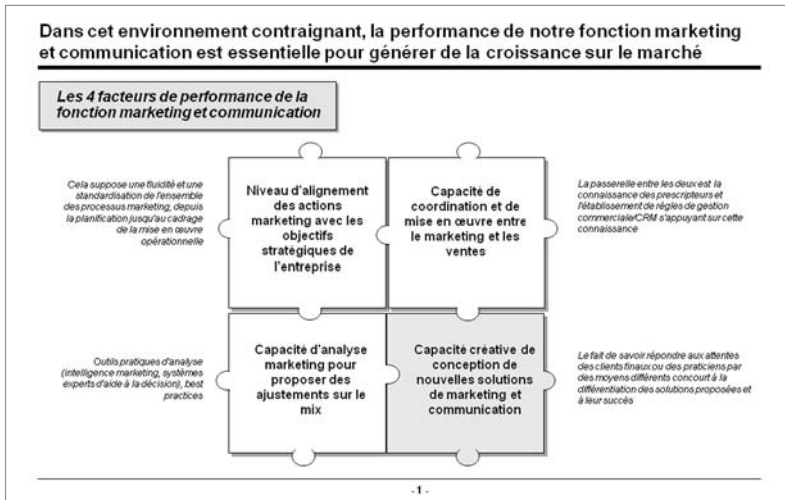 Dans cet environnement contraignant, la performance de notre fonction marketing
et communication est essentielle pour générer de la croissance sur le marché
Les 4 facteurs de performance de la
fonction marketing et communication
Cela suppose une fluidité et une
standardisation de l'ensemble
des processus marketing, depuis
la planification jusqu'au cadrage
de la mise en œuvre
opérationnelle
Niveau d'alignement
des actions
marketing avec les
objectifs
stratégiques de
l'entreprise
Capacité de
coordination et de
mise en œuvre entre
le marketing et les
ventes
La passerelle entre les deux est la
connaissance des prescripteurs et
l'établissement de règles de gestion
commerciale/CRM s'appuyant sur cette
connaissance
Outils pratiques d'analyse
(intelligence marketing, systèmes
experts d'aide à la décision), best
practices
Capacité d'analyse
marketing pour
proposer des
ajustements sur le
mix
Capacité créative de
conception de
nouvelles solutions
de marketing et
communication
Le fait de savoir répondre aux attentes
des clients finaux ou des praticiens par
des moyens différents concourt à la
différentiation des solutions proposées et
à leur succès
- 1 -